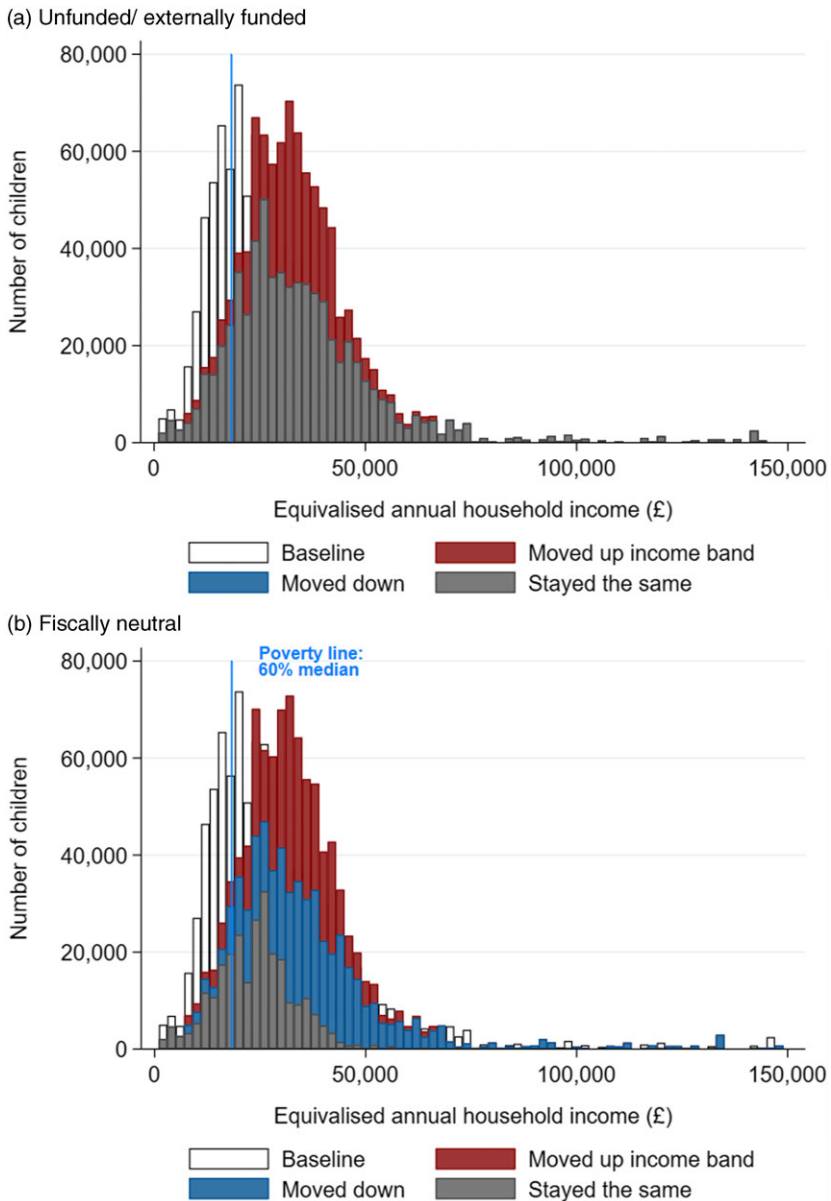 (a) Unfunded/ externally funded
80,000
60,000
40,000
20,000
0
Number of children
0 50,000 100,000 150,000
Equivalised annual household income (£)
Baseline Moved up income band
Moved down Stayed the same
(b) Fiscally neutral
Poverty line:
60% median
80,000
60,000
40,000
20,000
0
Number of children
0 50,000 100,000 150,000
Equivalised annual household income (£)
Baseline Moved up income band
Moved down Stayed the same